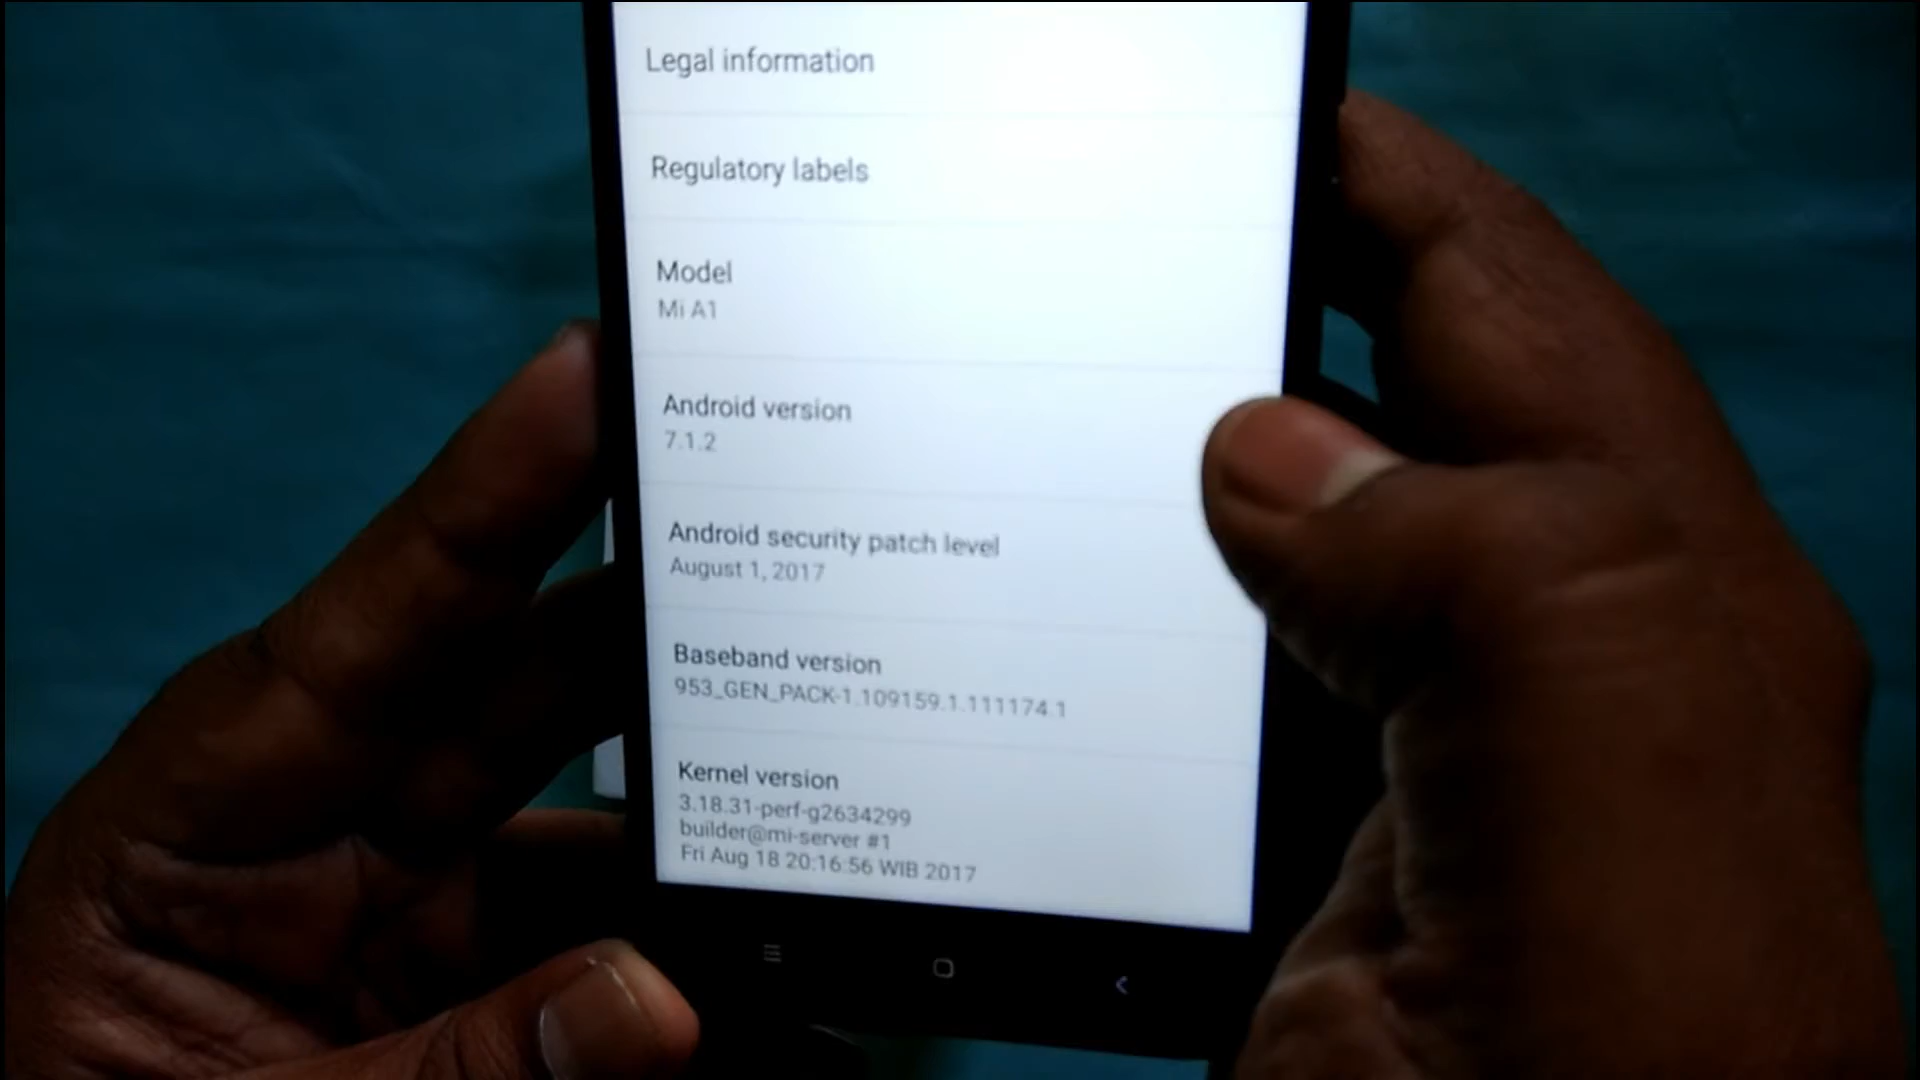 Legal information
Regulatory labels
Model
Mi A1
Android version
7.1.2
Android security patch level
August 1, 2017
Baseband version
953_GEN_PACK-1.109159.1.111174.1
Kernel version
3.18.31-perf-g2634299
builder@mi-server #1
Fri Aug 18 20:16:56 WIB 2017